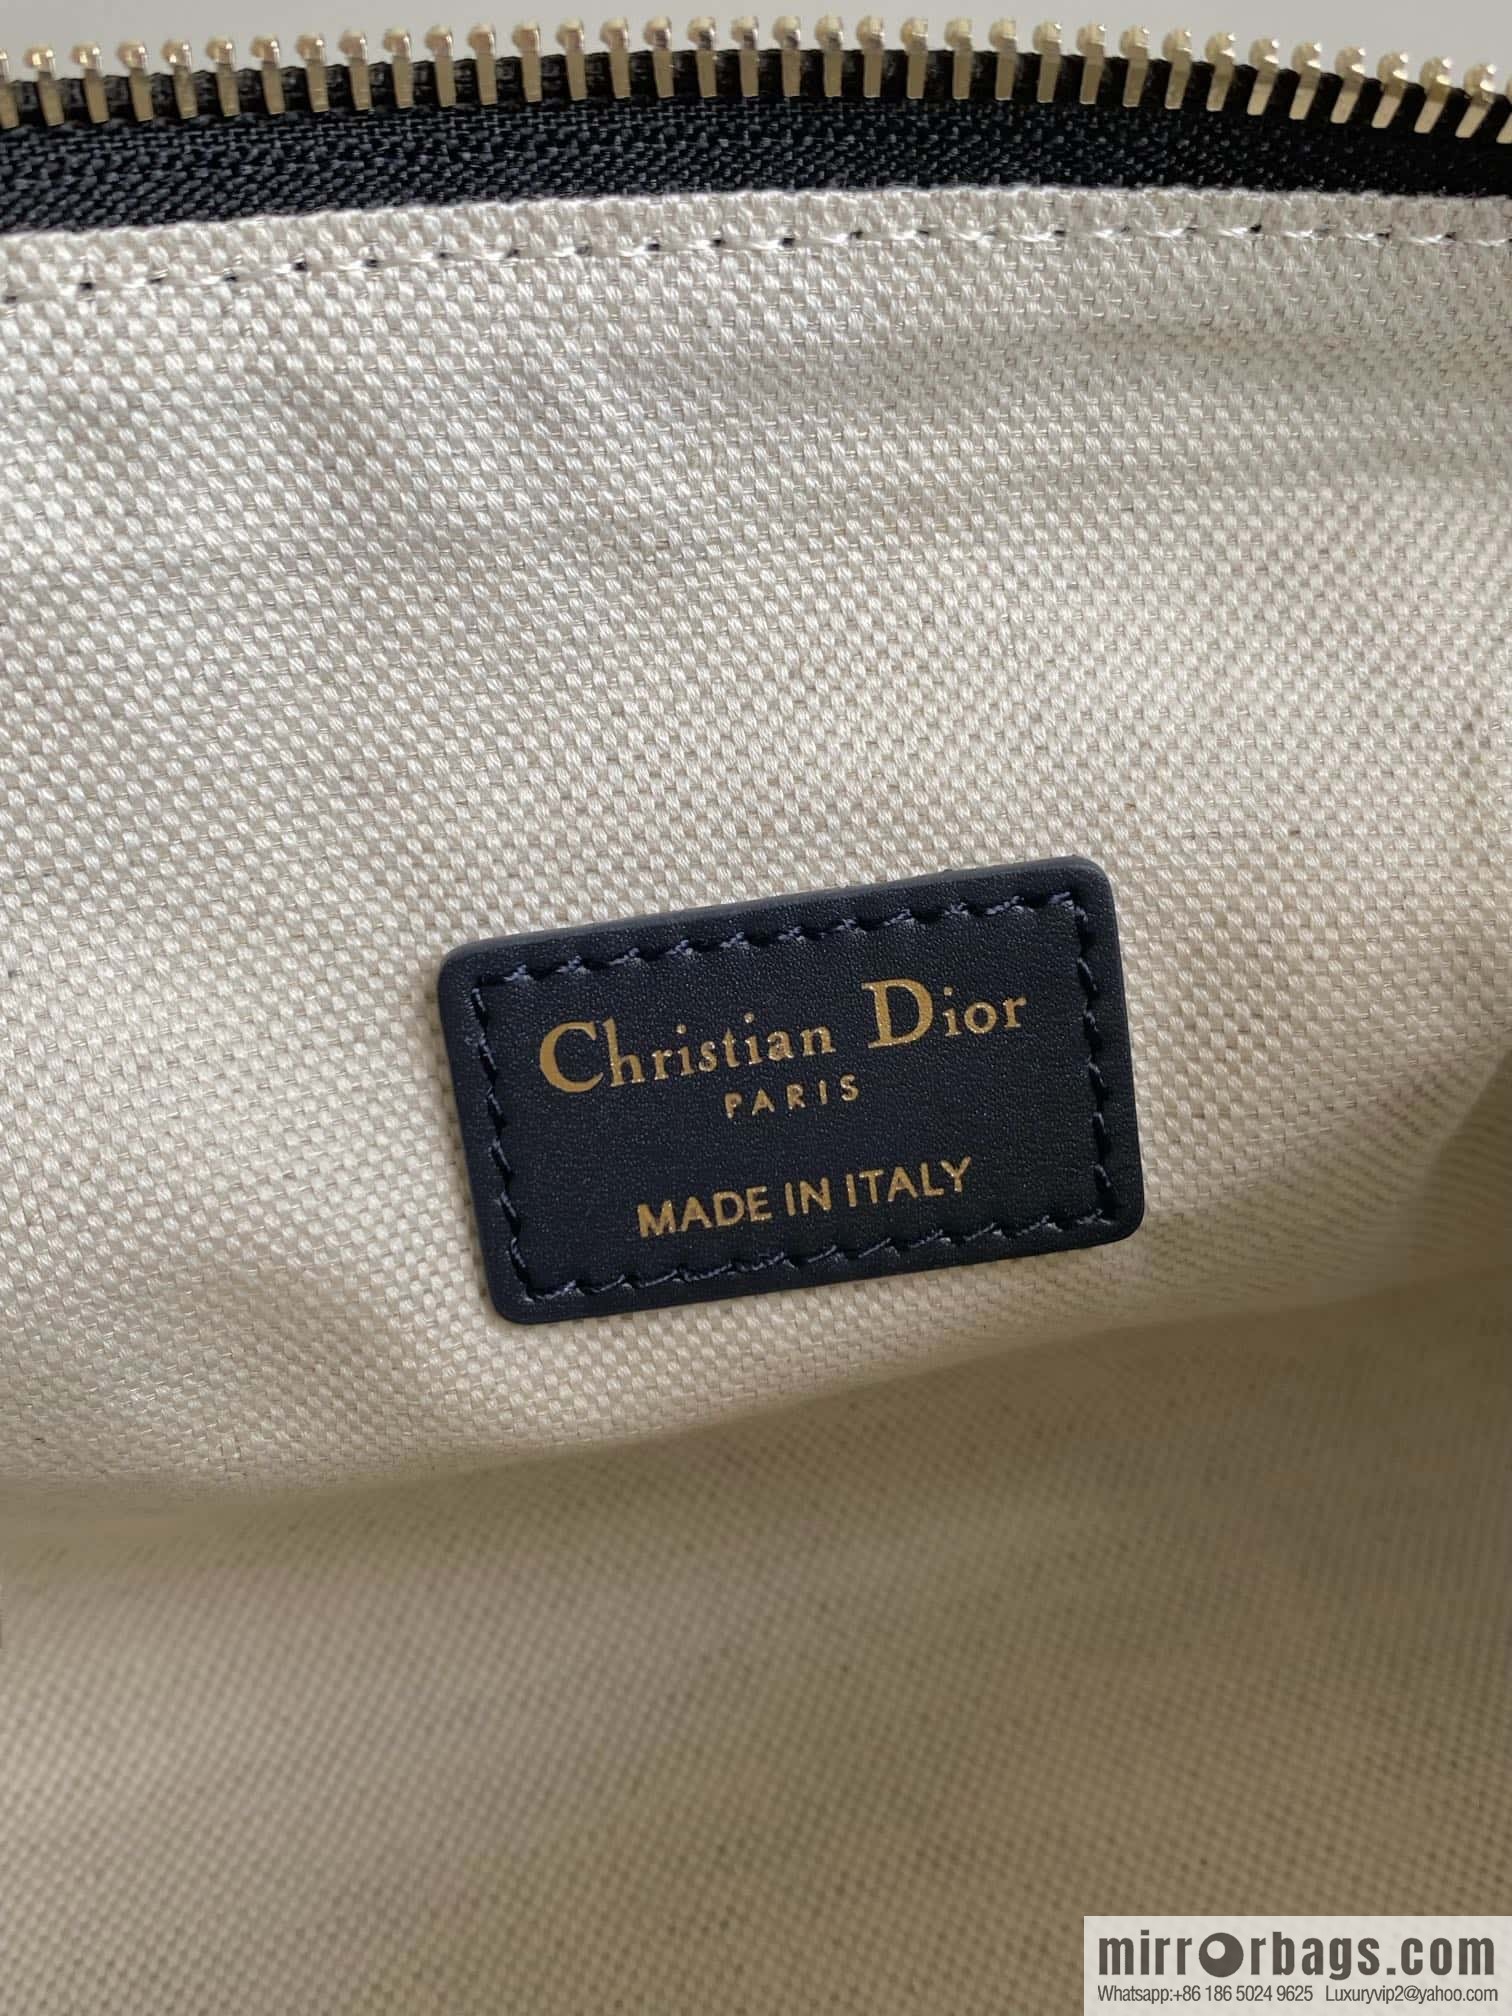 Christian Dior
PARIS
MADE IN ITALY
mirrorbags.com
Whatsapp:+86 186 5024 9625 Luxuryvip2@yahoo.com